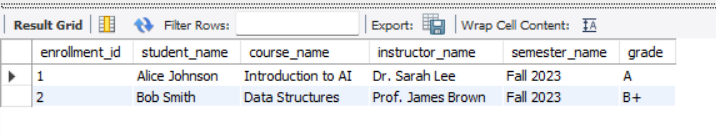 Result Grid Filter Rows: Export: Wrap Cell Content: IA
enrollment_id student_name course_name instructor_name semester_name grade
1 Alice Johnson Introduction to AI Dr. Sarah Lee Fall 2023 A
2 Bob Smith Data Structures Prof. James Brown Fall 2023 B+